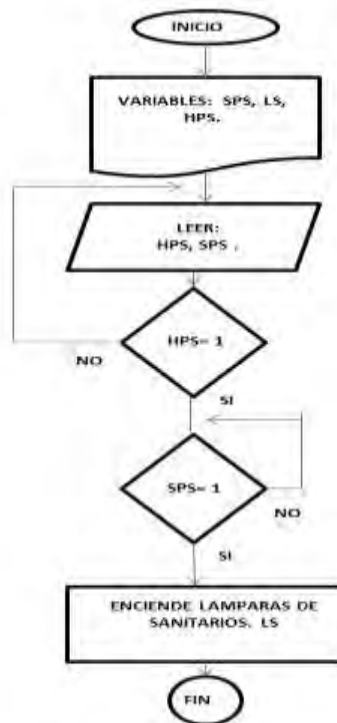 INICIO
VARIABLES: SPS, LS,
HPS.
LEER:
HPS, SPS .
HPS= 1
NO
SI
SPS= 1
NO
SI
ENCIENDE LAMPARAS DE
SANITARIOS. LS
FIN